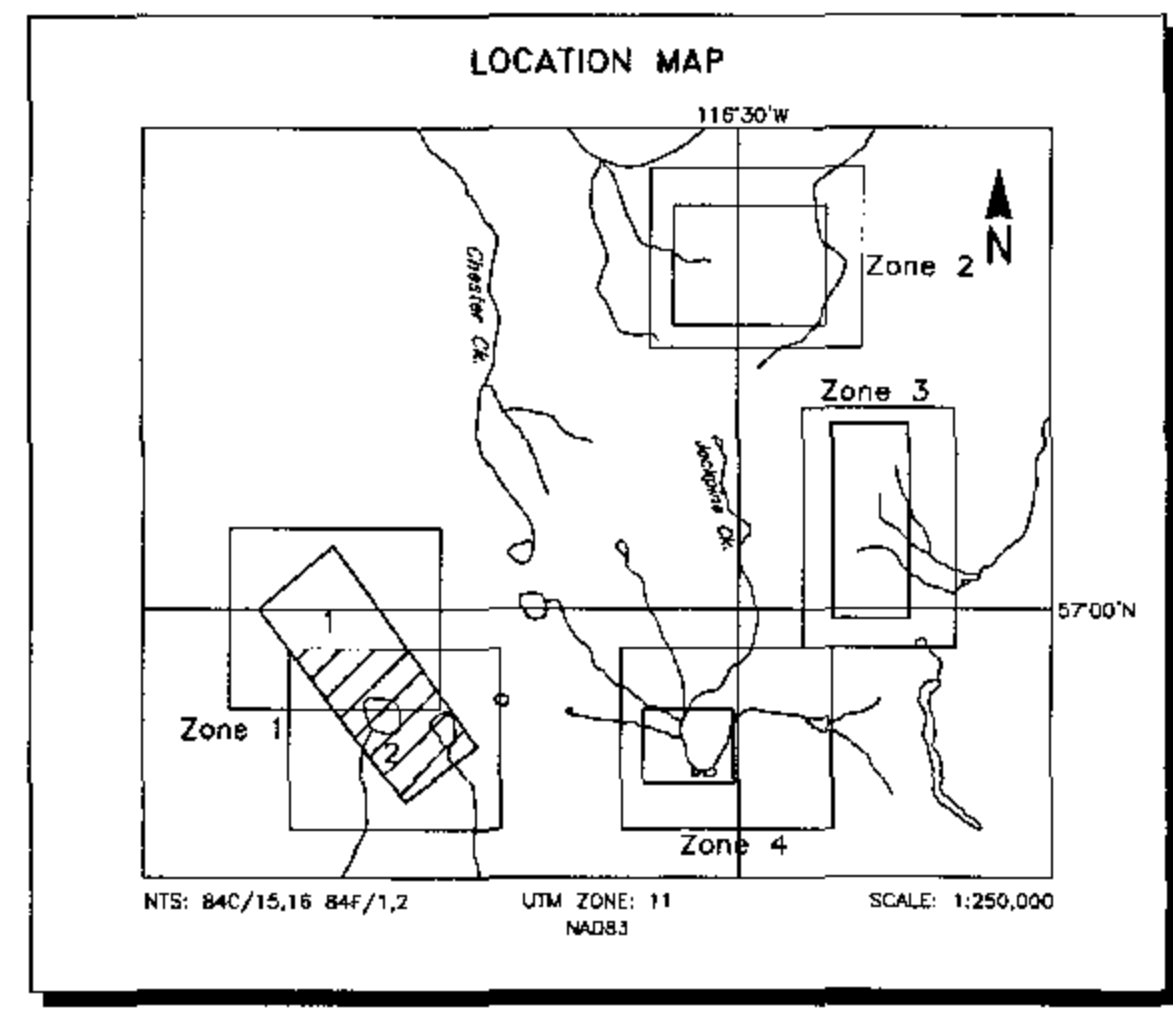 LOCATION MAP
116°30'W
Chester Ck.
Zone 2
N
Zone 3
Jackpine Ck.
1
57°00'N
Zone 1
2
Zone 4
NTS: 84C/15,16 84F/1,2
UTM ZONE: 11
SCALE: 1:250,000
NAD83